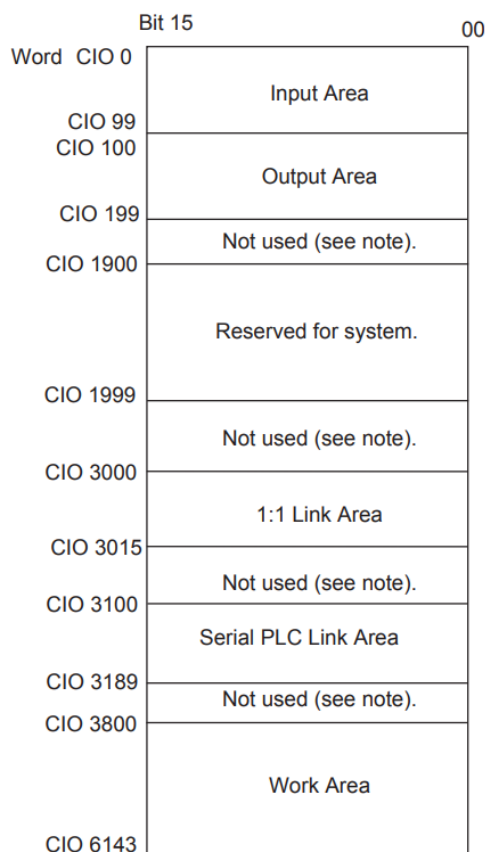 Bit 15
00
Word CIO 0
Input Area
CIO 99
CIO 100
Output Area
CIO 199
Not used (see note).
CIO 1900
Reserved for system.
CIO 1999
Not used (see note).
CIO 3000
1:1 Link Area
CIO 3015
Not used (see note).
CIO 3100
Serial PLC Link Area
CIO 3189
Not used (see note).
CIO 3800
Work Area
CIO 6143